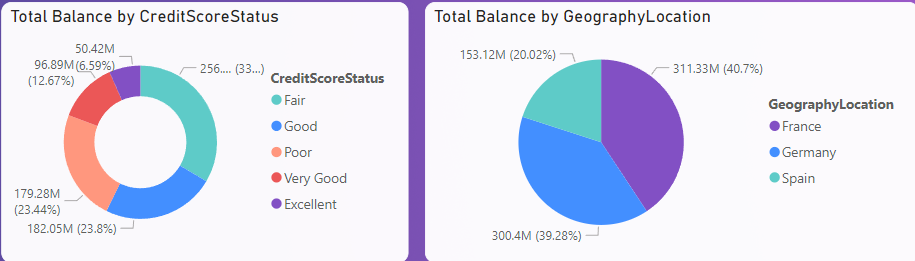 Total Balance by CreditScoreStatus
50.42M
(6.59%)
96.89M
(12.67%)
256.... (33...)
179.28M
(23.44%)
182.05M (23.8%)
CreditScoreStatus
Fair
Good
Poor
Very Good
Excellent
Total Balance by GeographyLocation
153.12M (20.02%)
311.33M (40.7%)
300.4M (39.28%)
GeographyLocation
France
Germany
Spain